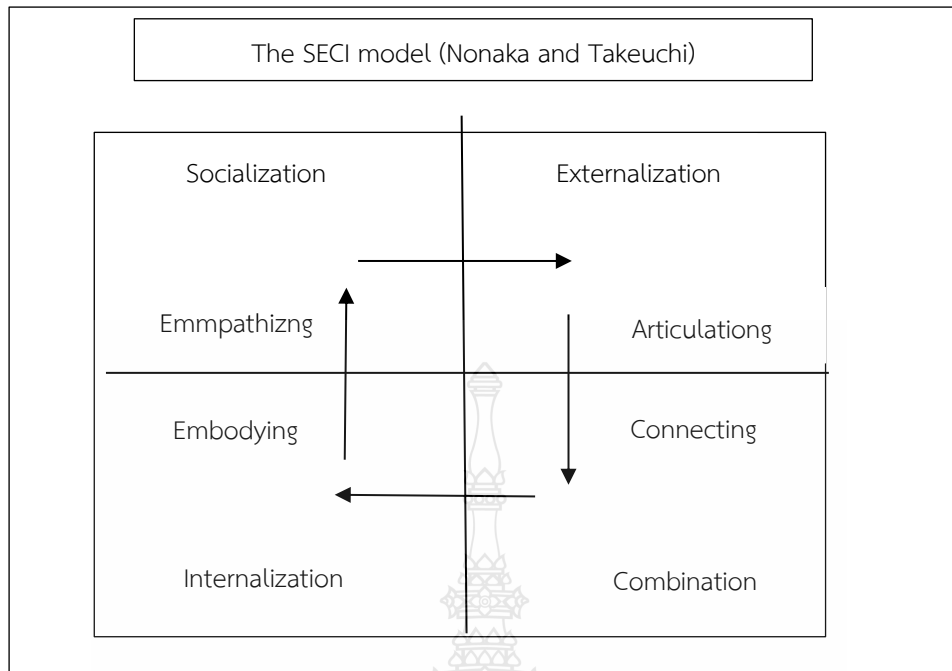 The SECI model (Nonaka and Takeuchi)
Socialization
Externalization
Emmpathizng
Articulationg
Embodying
Connecting
Internalization
Combination